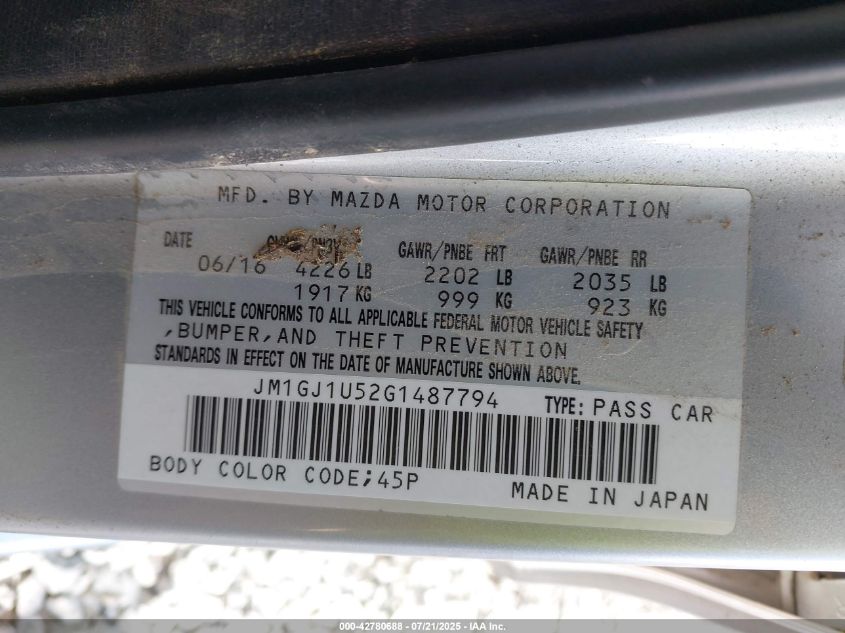 MFD. BY MAZDA MOTOR CORPORATION
DATE GAWR/PNBE FRT GAWR/PNBE RR
06/16 4226 LB 2202 LB 2035 LB
1917 KG 999 KG 923 KG
THIS VEHICLE CONFORMS TO ALL APPLICABLE FEDERAL MOTOR VEHICLE SAFETY
,BUMPER,AND THEFT PREVENTION
STANDARDS IN EFFECT ON THE DATE OF MANUFACTURE SHOWN ABOVE.
JM1GJ1U52G1487794 TYPE: PASS CAR
BODY COLOR CODE;45P
MADE IN JAPAN
000-42780688 - 07/21/2025 - IAA Inc.